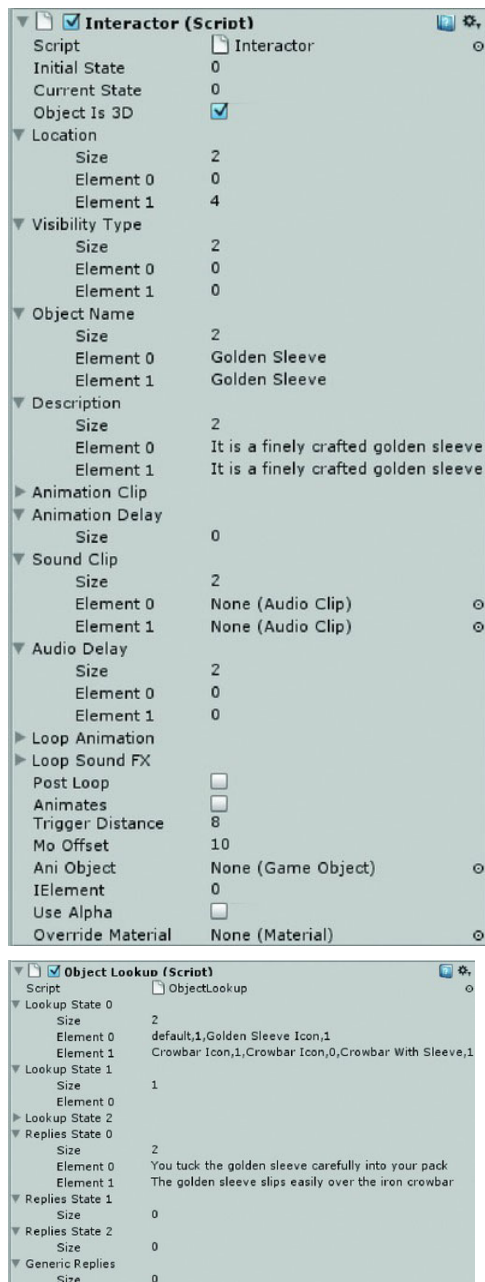 Interactor (Script)
Script Interactor
Initial State 0
Current State 0
Object Is 3D
Location
Size 2
Element 0 0
Element 1 4
Visibility Type
Size 2
Element 0 0
Element 1 0
Object Name
Size 2
Element 0 Golden Sleeve
Element 1 Golden Sleeve
Description
Size 2
Element 0 It is a finely crafted golden sleeve
Element 1 It is a finely crafted golden sleeve
Animation Clip
Animation Delay
Size 0
Sound Clip
Size 2
Element 0 None (Audio Clip)
Element 1 None (Audio Clip)
Audio Delay
Size 2
Element 0 0
Element 1 0
Loop Animation
Loop Sound FX
Post Loop
Animates
Trigger Distance 8
Mo Offset 10
Ani Object None (Game Object)
IElement 0
Use Alpha
Override Material None (Material)
Object Lookup (Script)
Script ObjectLookup
Lookup State 0
Size 2
Element 0 default,1,Golden Sleeve Icon,1
Element 1 Crowbar Icon,1,Crowbar Icon,0,Crowbar With Sleeve,1
Lookup State 1
Size 1
Element 0
Lookup State 2
Replies State 0
Size 2
Element 0 You tuck the golden sleeve carefully into your pack
Element 1 The golden sleeve slips easily over the iron crowbar
Replies State 1
Size 0
Replies State 2
Size 0
Generic Replies
Size 0